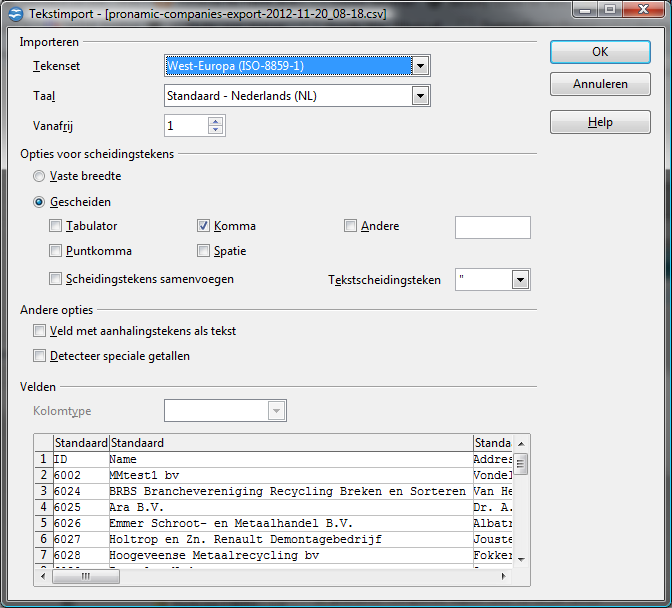 Tekstimport - [pronamic-companies-export-2012-11-20_08-18.csv]
Importeren
OK
Tekenset West-Europa (ISO-8859-1)
Annuleren
Taal Standaard - Nederlands (NL)
Vanafrij 1
Help
Opties voor scheidingstekens
Vaste breedte
Gescheiden
Tabulator Komma Andere
Puntkomma Spatie
Scheidingstekens samenvoegen Tekstscheidingsteken "
Andere opties
Veld met aanhalingstekens als tekst
Detecteer speciale getallen
Velden
Kolomtype
Standaard Standaard Standa
1 ID Name Addres
2 6002 MMtest1 bv Vondel
3 6024 BRBS Branchevereniging Recycling Breken en Sorteren Van He
4 6025 Ara B.V. Dr. A.
5 6026 Emmer Schroot- en Metaalhandel B.V. Albatr
6 6027 Holtrop en Zn. Renault Demontagebedrijf Jouste
7 6028 Hoogeveense Metaalrecycling bv Fokker